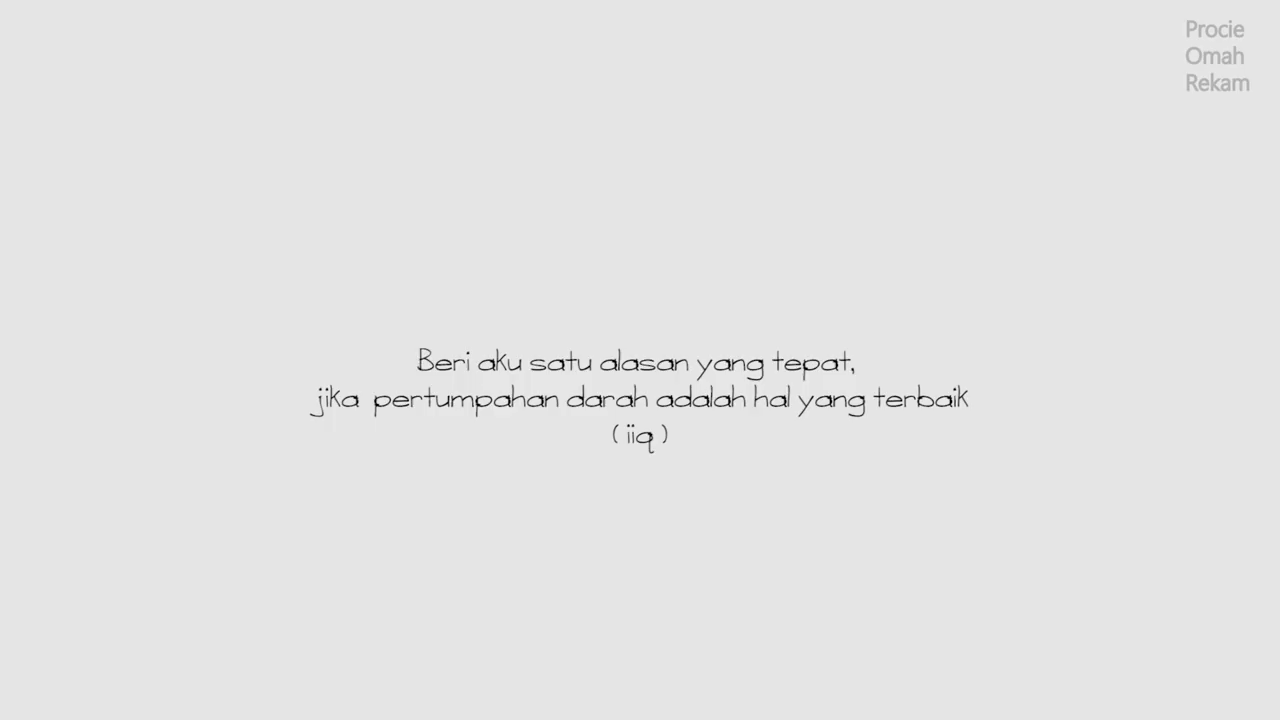 Procie
Omah
Rekam
Beri aku satu alasan yang tepat,
jika pertumpahan darah adalah hal yang terbaik
( iiq )